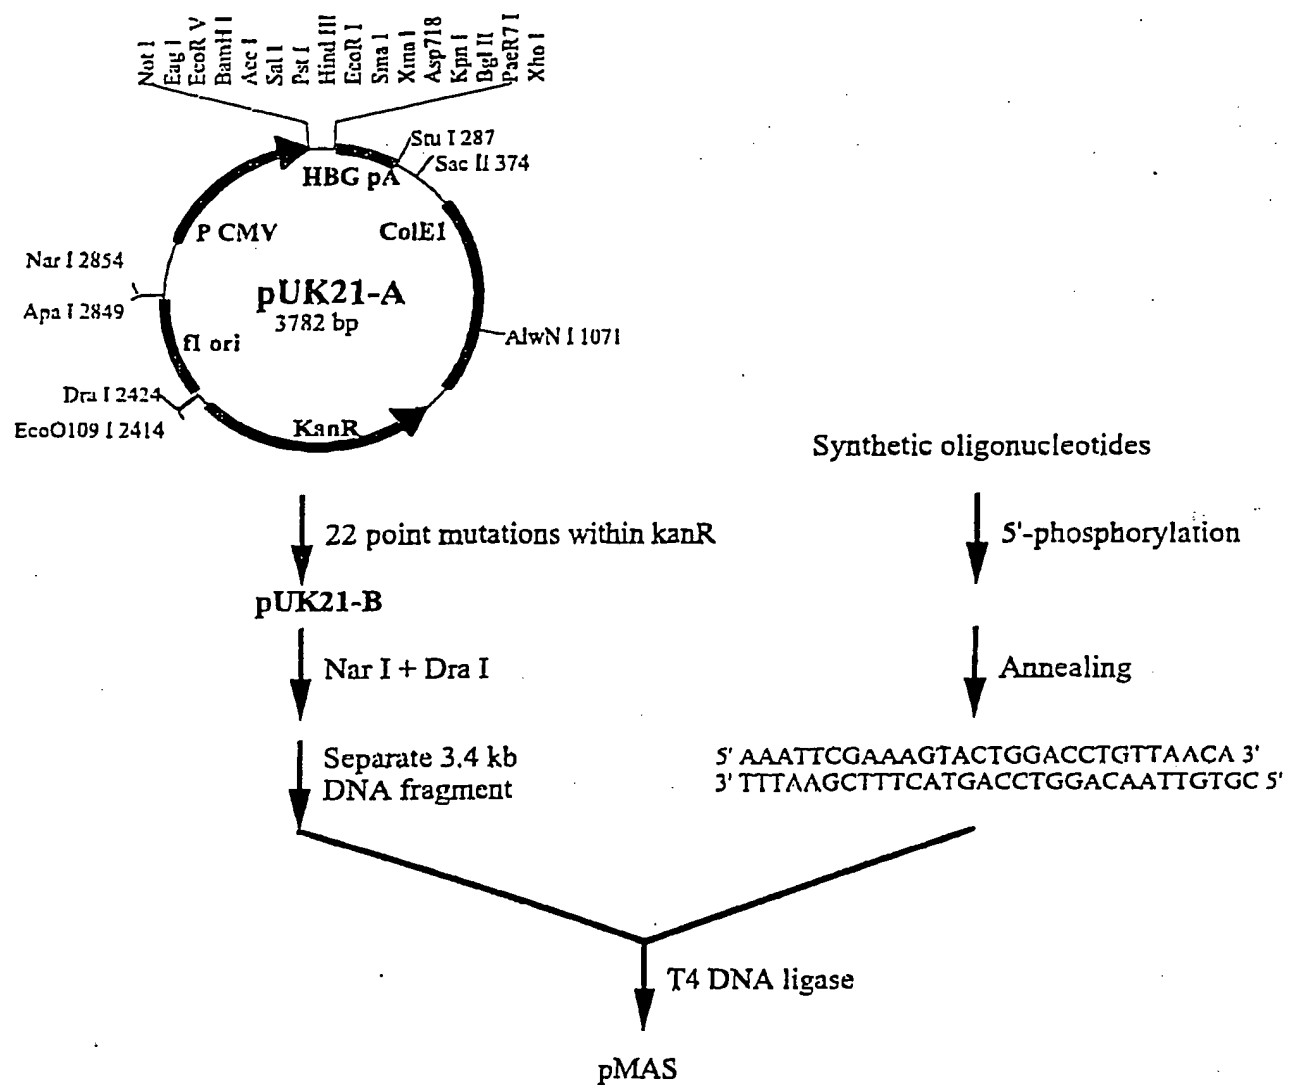 Not I
Eag I
EcoR V
BamH I
Acc I
Sal I
Pst I
Hind III
EcoR I
Sma I
Xma I
Asp718
Kpn I
Bgl II
PaeR7 I
Xho I
Stu I 287
Sac II 374
HBG pA
P CMV
ColE1
Nar I 2854
pUK21-A
3782 bp
Apa I 2849
AlwN I 1071
f1 ori
Dra I 2424
EcoO109 I 2414
KanR
Synthetic oligonucleotides
22 point mutations within kanR
5'-phosphorylation
pUK21-B
Nar I + Dra I
Annealing
Separate 3.4 kb
DNA fragment
5' AAATTCGAAAGTACTGGACCTGTTAACA 3'
3' TTTAAGCTTTCATGACCTGGACAATTGTGC 5'
T4 DNA ligase
pMAS